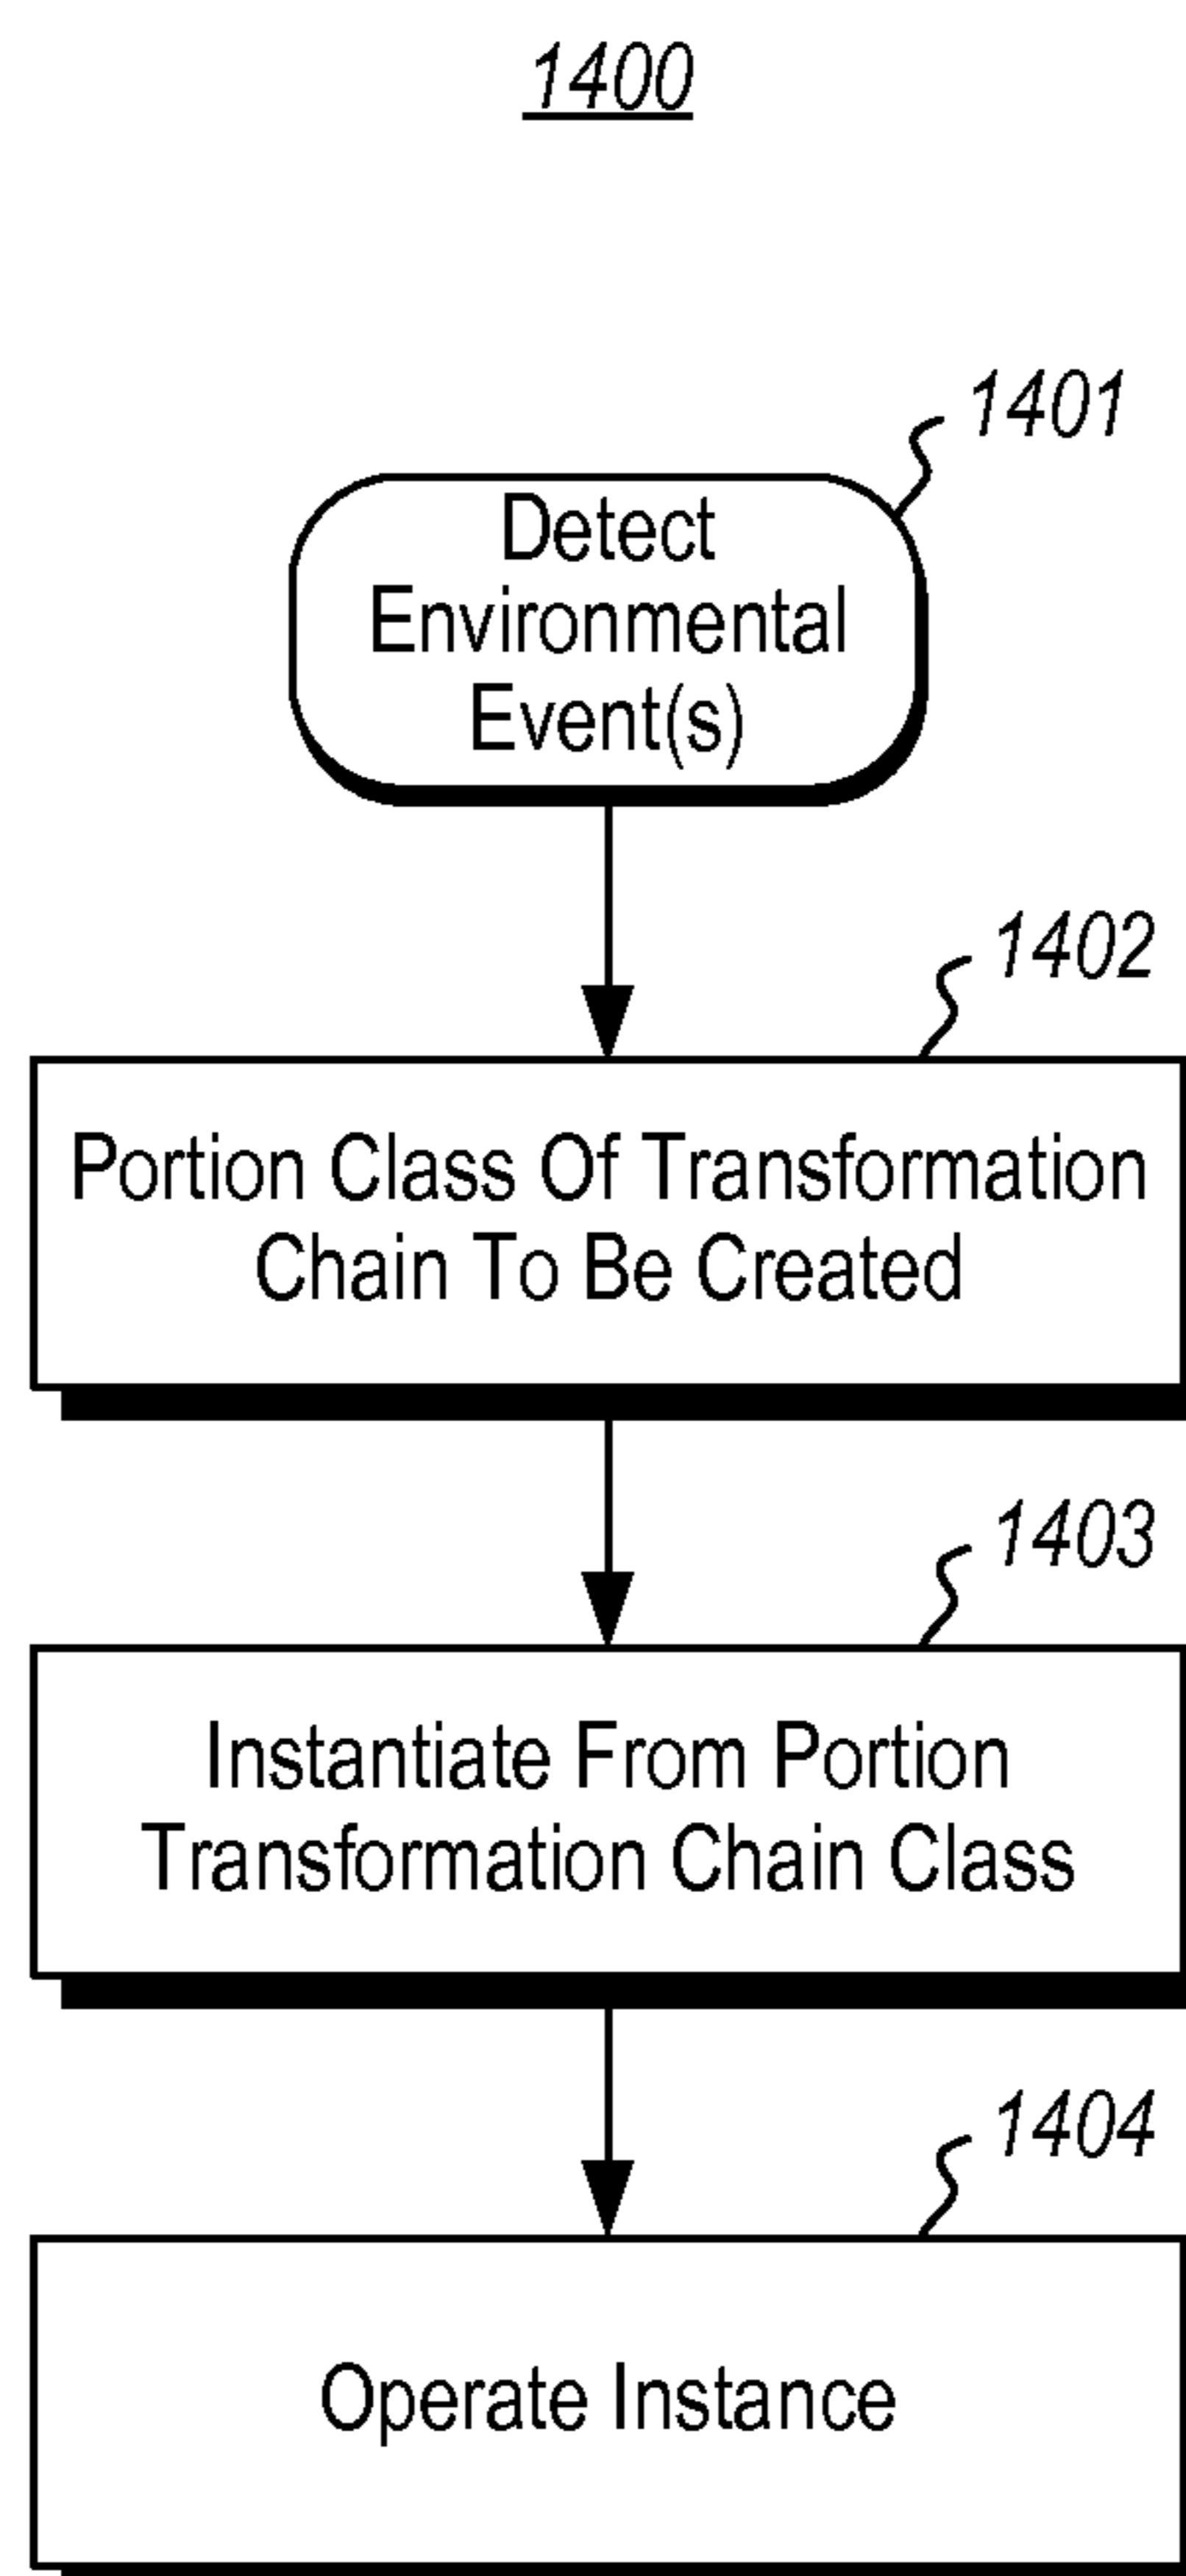 1400
1401
Detect
Environmental
Event(s)
1402
Portion Class Of Transformation
Chain To Be Created
1403
Instantiate From Portion
Transformation Chain Class
1404
Operate Instance